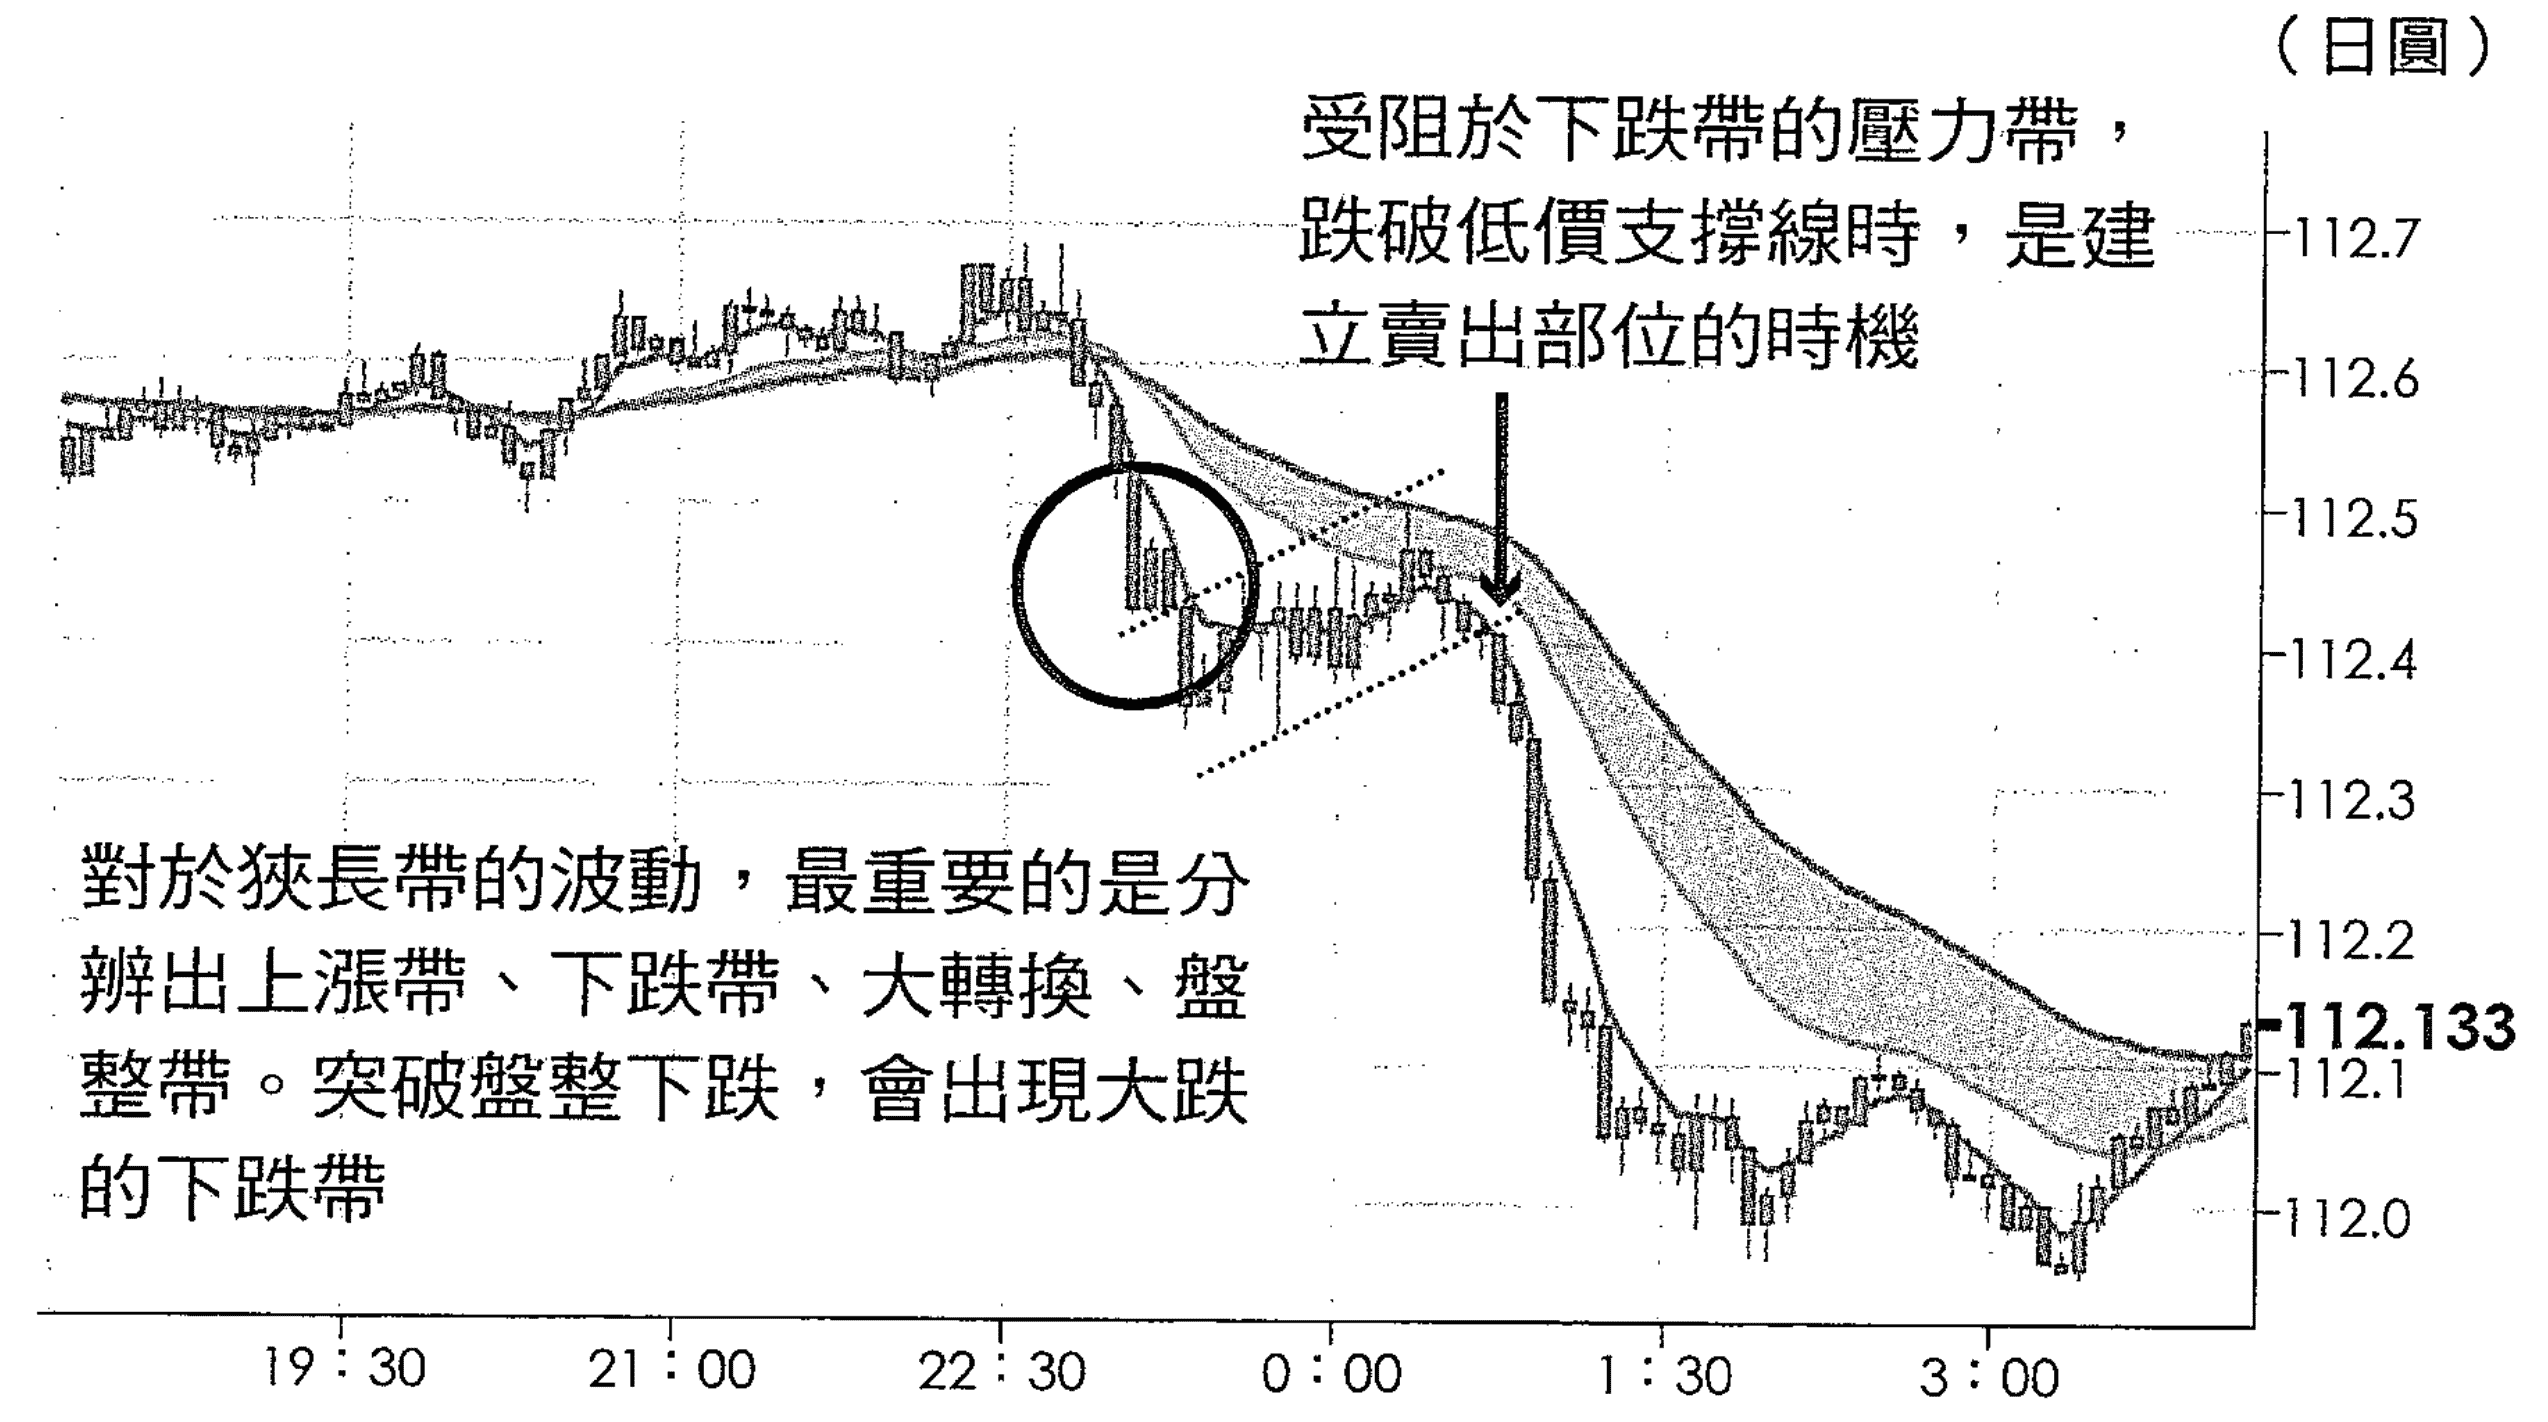 （日圓）
受阻於下跌帶的壓力帶，
跌破低價支撐線時，是建
立賣出部位的時機
112.7
112.6
112.5
112.4
112.3
112.2
112.133
112.1
112.0
對於狹長帶的波動，最重要的是分
辨出上漲帶、下跌帶、大轉換、盤
整帶。突破盤整下跌，會出現大跌
的下跌帶
19：30
21：00
22：30
0：00
1：30
3：00